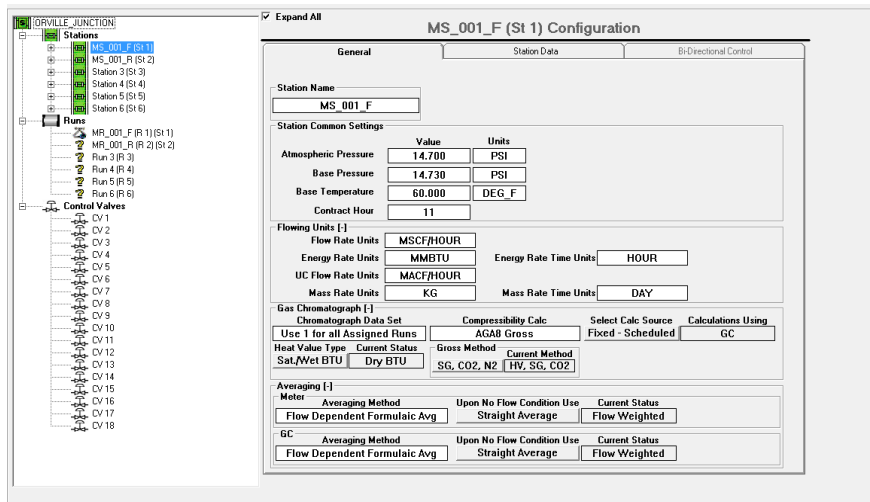 ORVILLE_JUNCTION
Stations
MS_001_F (St 1)
MS_001_R (St 2)
Station 3 (St 3)
Station 4 (St 4)
Station 5 (St 5)
Station 6 (St 6)
Runs
MR_001_F (R 1) (St 1)
MR_001_R (R 2) (St 2)
Run 3 (R 3)
Run 4 (R 4)
Run 5 (R 5)
Run 6 (R 6)
Control Valves
CV 1
CV 2
CV 3
CV 4
CV 5
CV 6
CV 7
CV 8
CV 9
CV 10
CV 11
CV 12
CV 13
CV 14
CV 15
CV 16
CV 17
CV 18
Expand All
MS_001_F (St 1) Configuration
General Station Data Bi-Directional Control
Station Name
MS_001_F
Station Common Settings
Value Units
Atmospheric Pressure 14.700 PSI
Base Pressure 14.730 PSI
Base Temperature 60.000 DEG_F
Contract Hour 11
Flowing Units [-]
Flow Rate Units MSCF/HOUR
Energy Rate Units MMBTU Energy Rate Time Units HOUR
UC Flow Rate Units MACF/HOUR
Mass Rate Units KG Mass Rate Time Units DAY
Gas Chromatograph [-]
Chromatograph Data Set Compressibility Calc Select Calc Source Calculations Using
Use 1 for all Assigned Runs AGA8 Gross Fixed - Scheduled GC
Heat Value Type Current Status Gross Method Current Method
Sat./Wet BTU Dry BTU SG, CO2, N2 HV, SG, CO2
Averaging [-]
Meter
Averaging Method Upon No Flow Condition Use Current Status
Flow Dependent Formulaic Avg Straight Average Flow Weighted
GC
Averaging Method Upon No Flow Condition Use Current Status
Flow Dependent Formulaic Avg Straight Average Flow Weighted